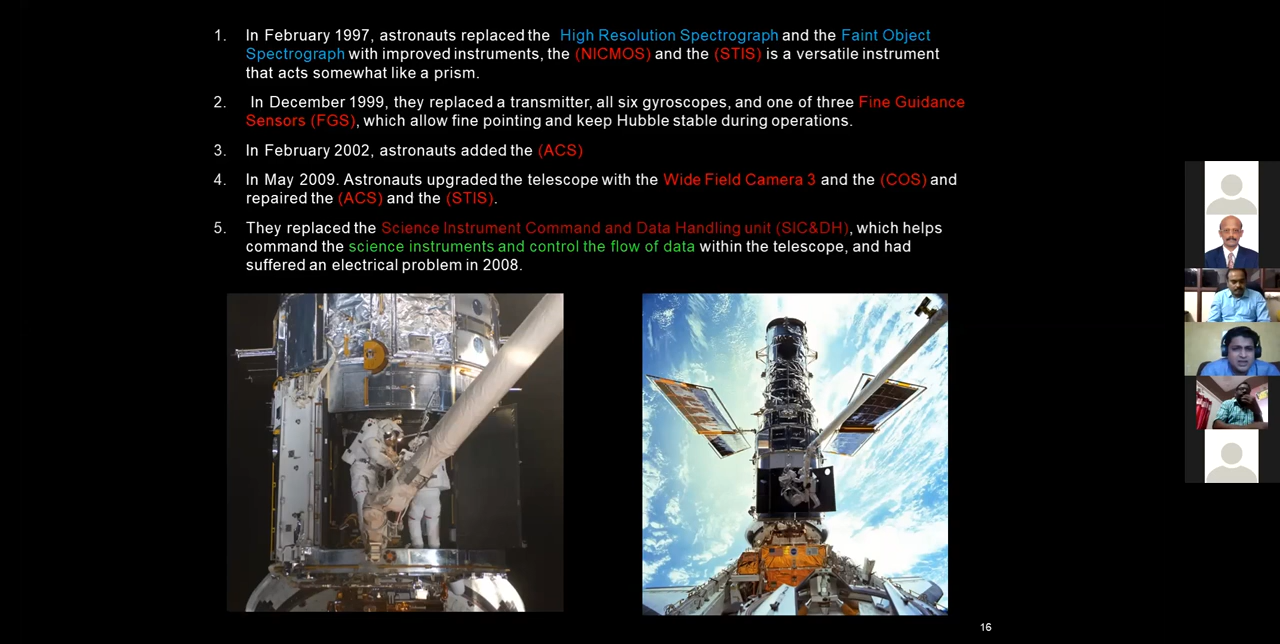 1. In February 1997, astronauts replaced the High Resolution Spectrograph and the Faint Object
Spectrograph with improved instruments, the (NICMOS) and the (STIS) is a versatile instrument
that acts somewhat like a prism.
2. In December 1999, they replaced a transmitter, all six gyroscopes, and one of three Fine Guidance
Sensors (FGS), which allow fine pointing and keep Hubble stable during operations.
3. In February 2002, astronauts added the (ACS)
4. In May 2009. Astronauts upgraded the telescope with the Wide Field Camera 3 and the (COS) and
repaired the (ACS) and the (STIS).
5. They replaced the Science Instrument Command and Data Handling unit (SIC&DH), which helps
command the science instruments and control the flow of data within the telescope, and had
suffered an electrical problem in 2008.
16